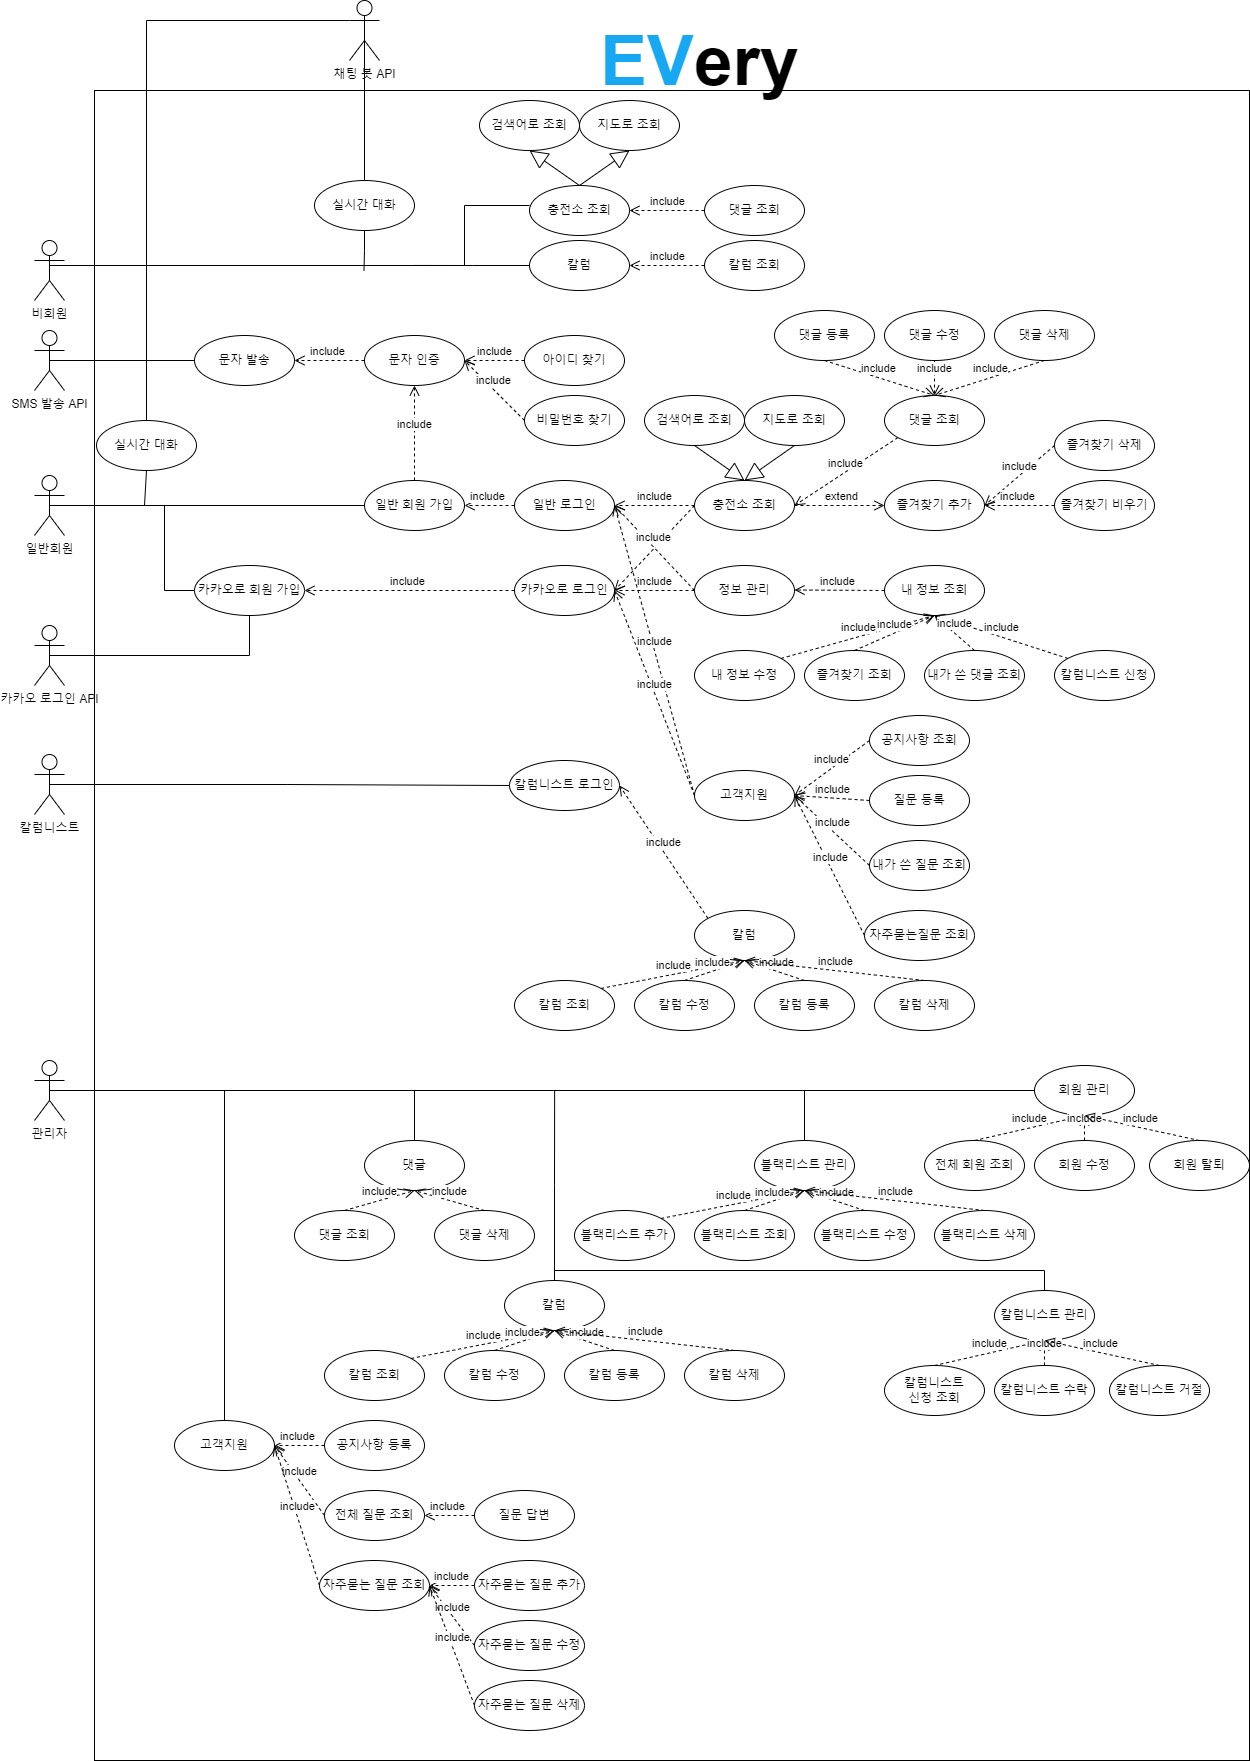 채팅 봇 API
EVery
검색어로 조회
지도로 조회
실시간 대화
충전소 조회
include
댓글 조회
비회원
칼럼
include
칼럼 조회
SMS 발송 API
문자 발송
include
문자 인증
include
아이디 찾기
include
비밀번호 찾기
댓글 등록
댓글 수정
댓글 삭제
include
include
include
댓글 조회
include
실시간 대화
include
검색어로 조회
지도로 조회
즐겨찾기 삭제
include
일반회원
일반 회원 가입
include
일반 로그인
include
충전소 조회
extend
즐겨찾기 추가
include
즐겨찾기 비우기
include
카카오로 회원 가입
include
카카오로 로그인
include
정보 관리
include
내 정보 조회
include
include
include
include
카카오 로그인 API
include
include
내 정보 수정
즐겨찾기 조회
내가 쓴 댓글 조회
칼럼니스트 신청
칼럼니스트
칼럼니스트 로그인
include
고객지원
include
공지사항 조회
include
질문 등록
include
내가 쓴 질문 조회
include
자주묻는질문 조회
칼럼
include
include
include
include
칼럼 조회
칼럼 수정
칼럼 등록
칼럼 삭제
관리자
회원 관리
include
include
include
전체 회원 조회
회원 수정
회원 탈퇴
댓글
include
include
댓글 조회
댓글 삭제
블랙리스트 관리
include
include
include
include
블랙리스트 추가
블랙리스트 조회
블랙리스트 수정
블랙리스트 삭제
칼럼
include
include
include
include
칼럼 조회
칼럼 수정
칼럼 등록
칼럼 삭제
칼럼니스트 관리
include
include
include
칼럼니스트
신청 조회
칼럼니스트 수락
칼럼니스트 거절
고객지원
include
공지사항 등록
include
전체 질문 조회
include
질문 답변
include
자주묻는 질문 조회
include
자주묻는 질문 추가
include
자주묻는 질문 수정
include
자주묻는 질문 삭제